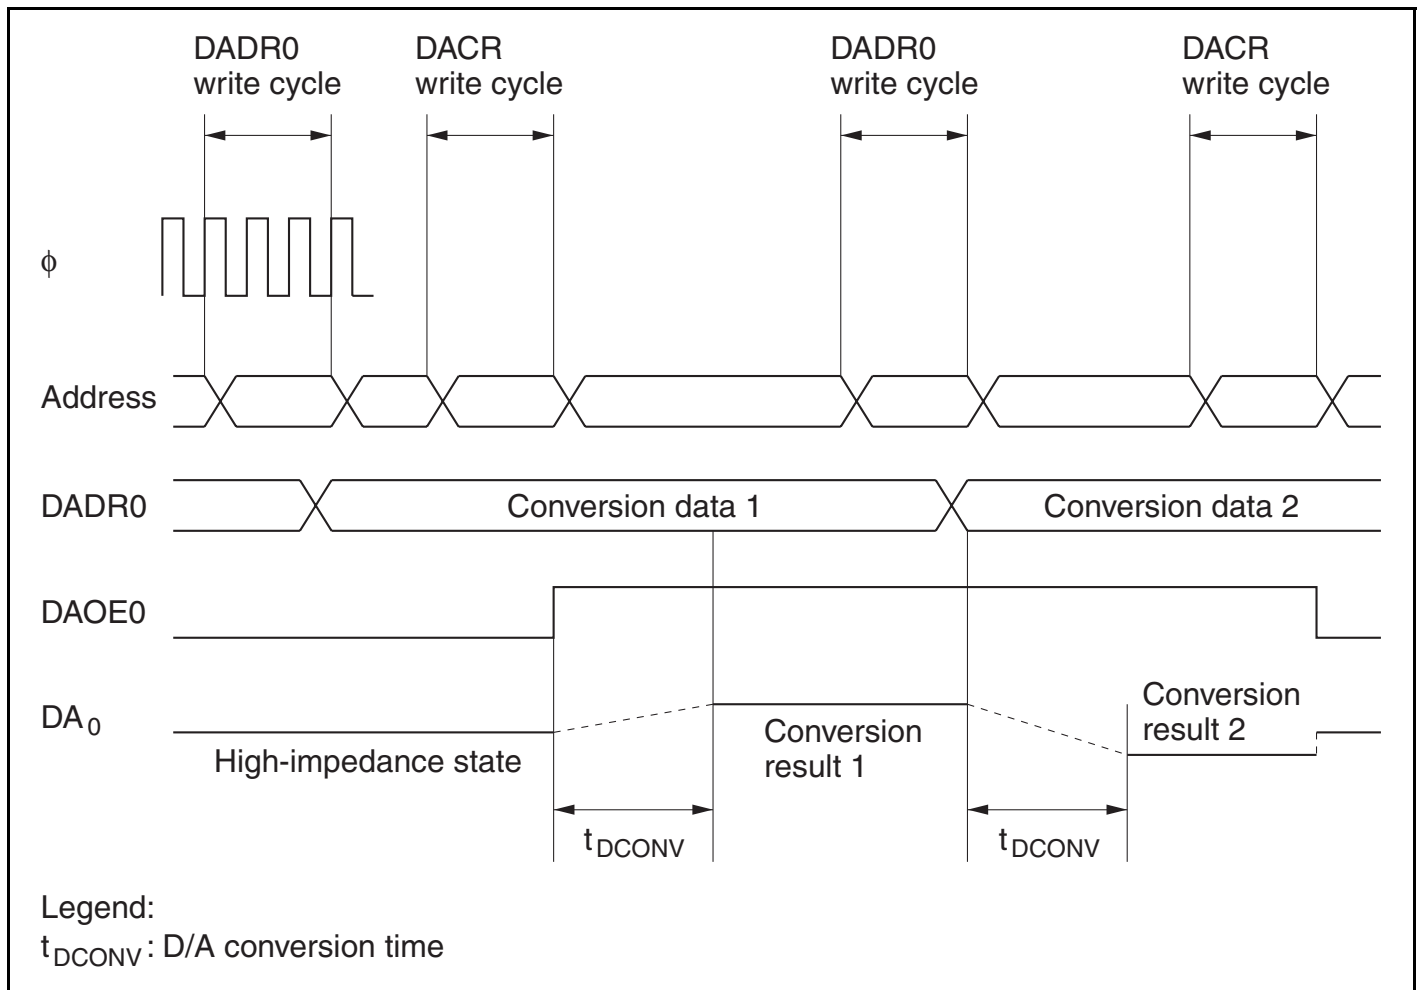 DADR0
write cycle
DACR
write cycle
DADR0
write cycle
DACR
write cycle
ϕ
Address
DADR0
Conversion data 1
Conversion data 2
DAOE0
DA0
High-impedance state
Conversion
result 1
Conversion
result 2
tDCONV
tDCONV
Legend:
tDCONV : D/A conversion time